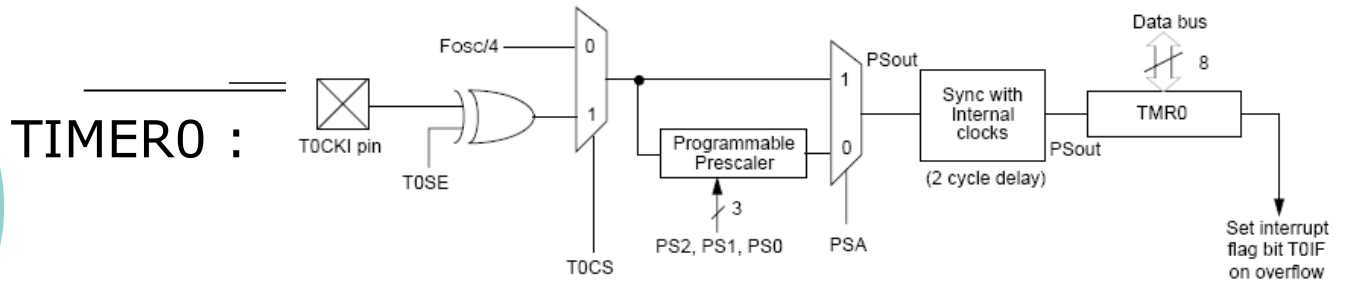 TIMER0 :
Fosc/4
T0CKI pin
T0SE
0
1
T0CS
Programmable
Prescaler
3
PS2, PS1, PS0
1
0
PSA
PSout
Sync with
Internal
clocks
(2 cycle delay)
PSout
Data bus
8
TMR0
Set interrupt
flag bit T0IF
on overflow